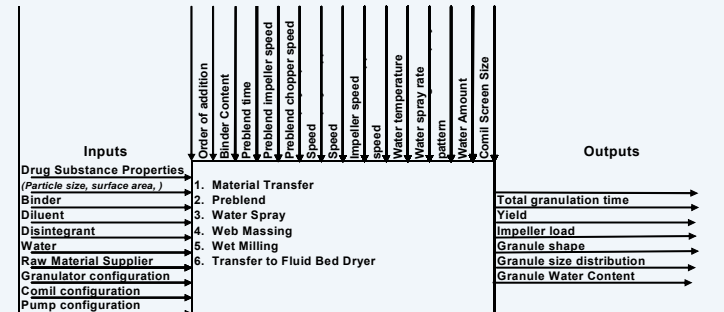 Order of addition
Binder Content
Preblend time
Preblend impeller speed
Preblend chopper speed
Speed
Speed
Impeller speed
speed
Water temperature
Water spray rate
pattern
Water Amount
Comil Screen Size
Inputs
Outputs
Drug Substance Properties
(Particle size, surface area, )
Binder
Diluent
Disintegrant
Water
Raw Material Supplier
Granulator configuration
Comil configuration
Pump configuration
1. Material Transfer
2. Preblend
3. Water Spray
4. Web Massing
5. Wet Milling
6. Transfer to Fluid Bed Dryer
Total granulation time
Yield
Impeller load
Granule shape
Granule size distribution
Granule Water Content